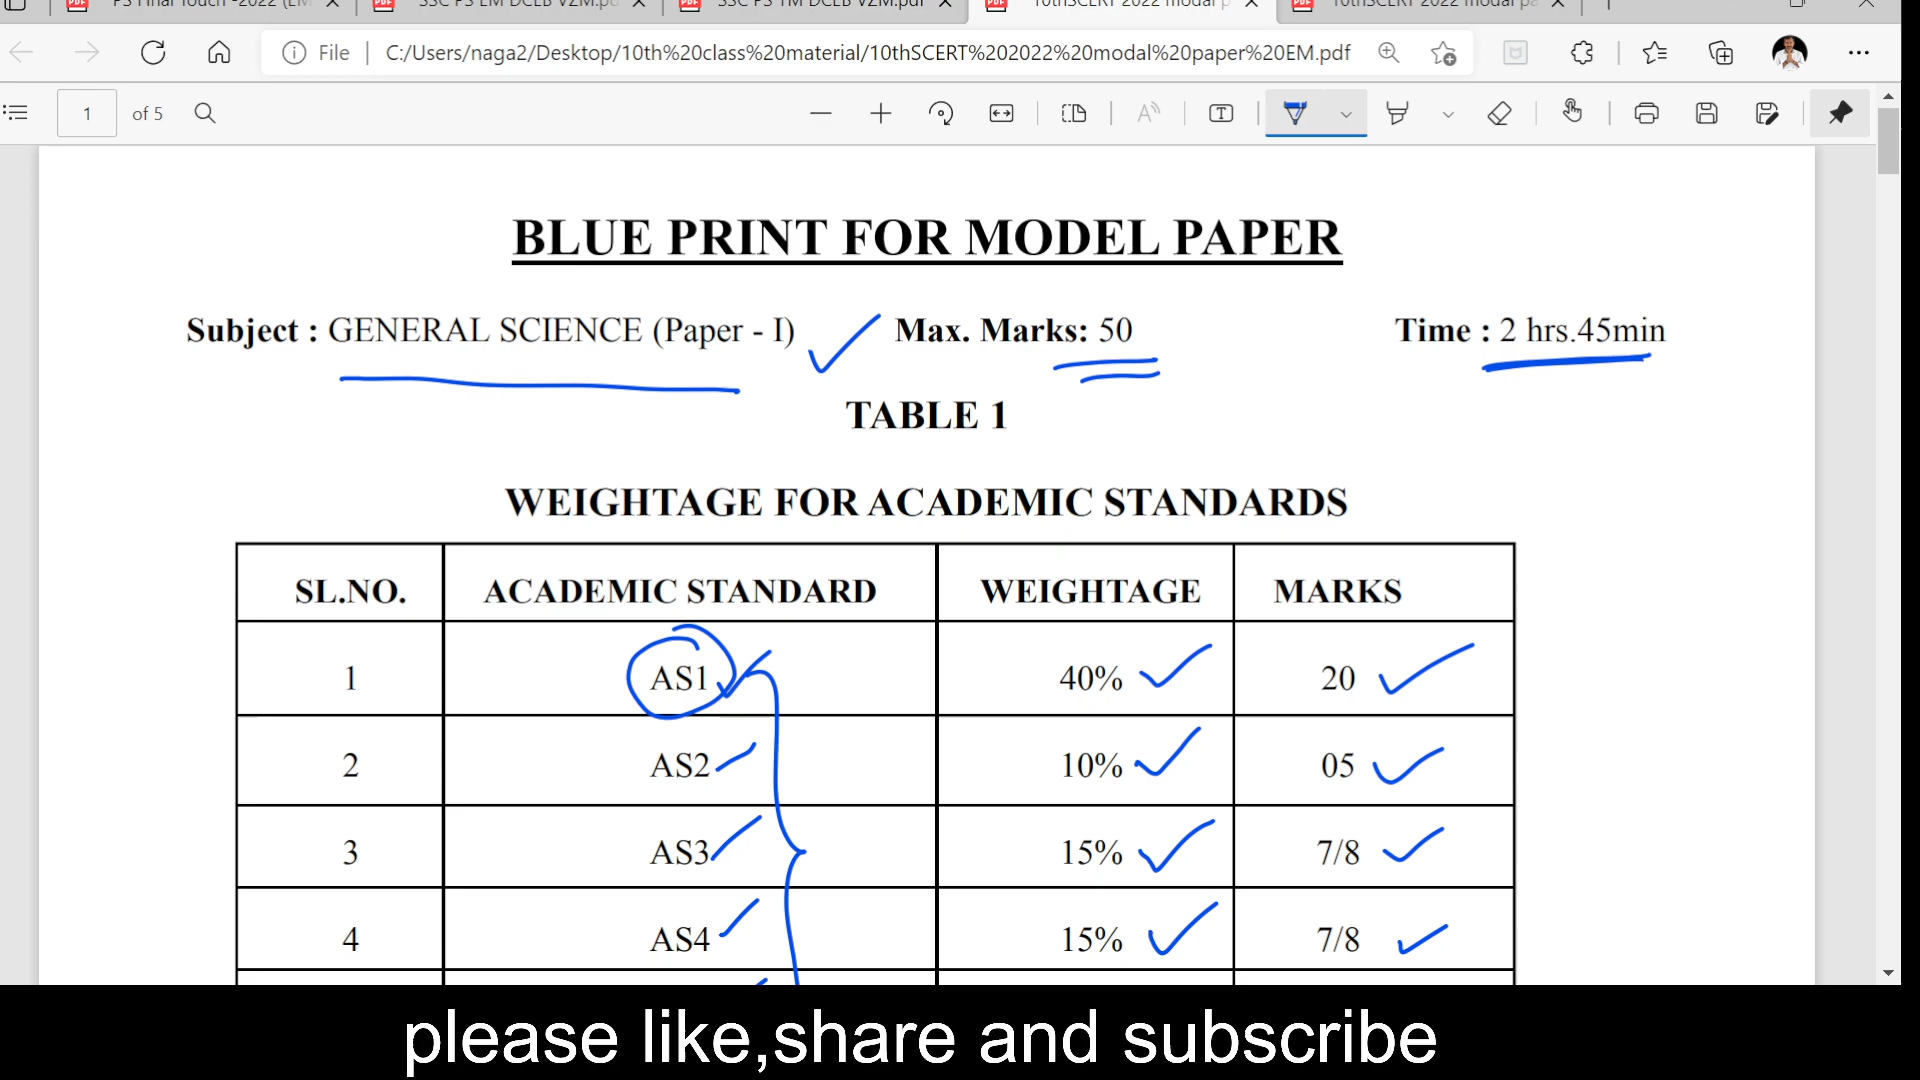 C:/Users/naga2/Desktop/10th%20class%20material/10thSCERT%202022%20modal%20paper%20EM.pdf
File
1 of 5
BLUE PRINT FOR MODEL PAPER
Subject : GENERAL SCIENCE (Paper - I) Max. Marks: 50 Time : 2 hrs.45min
TABLE 1
WEIGHTAGE FOR ACADEMIC STANDARDS
SL.NO. ACADEMIC STANDARD WEIGHTAGE MARKS
1 AS1 40% 20
2 AS2 10% 05
3 AS3 15% 7/8
4 AS4 15% 7/8
please like,share and subscribe